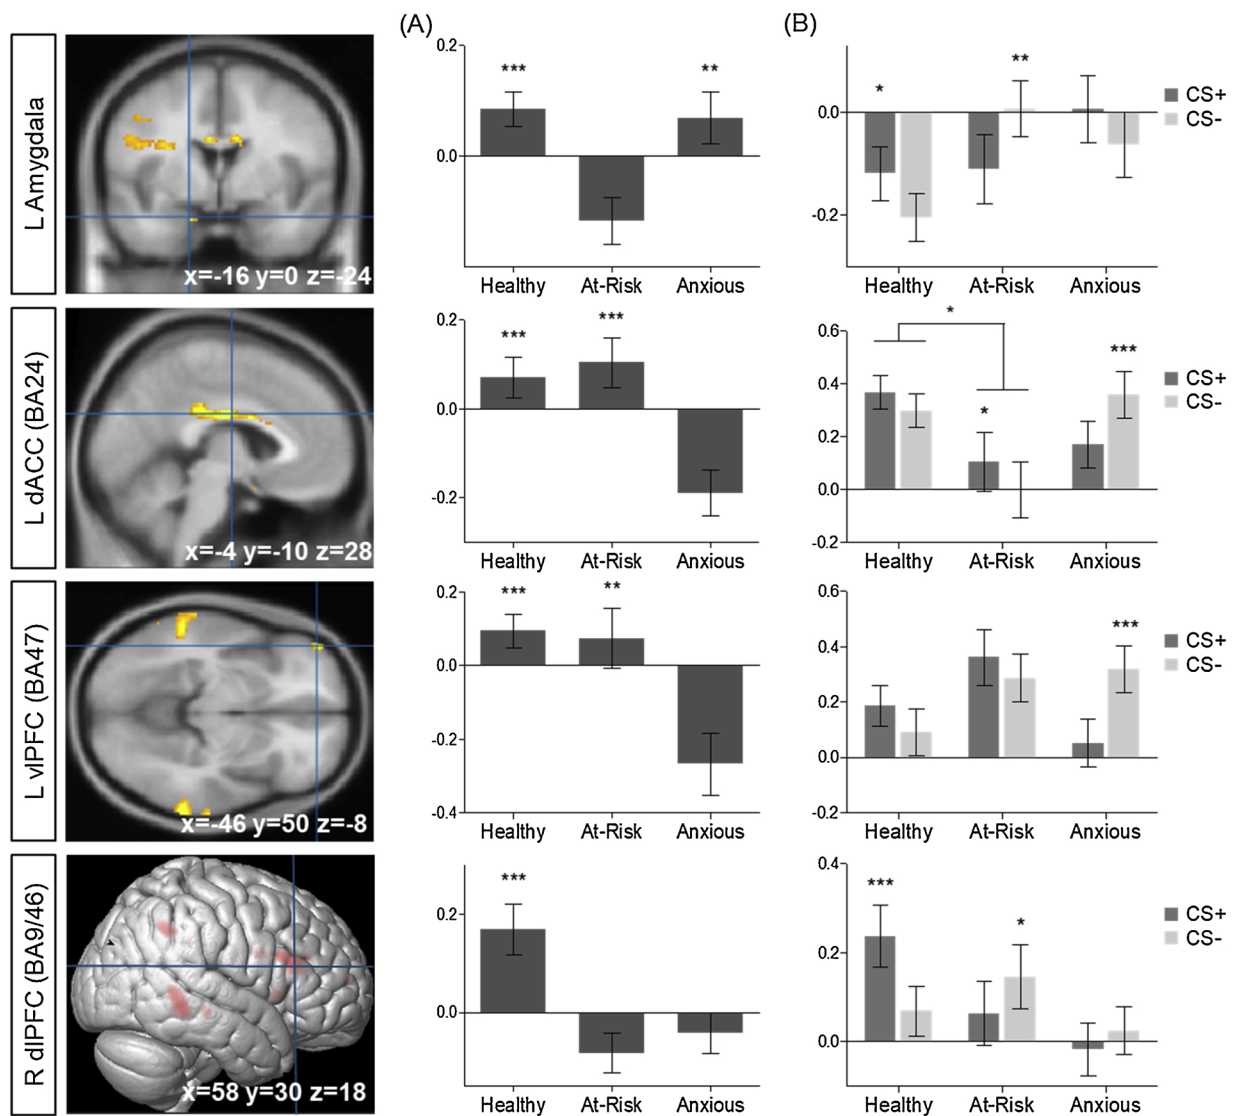 (A)
(B)
L Amygdala
x=-16 y=0 z=-24
0.2
0.0
*** **
Healthy At-Risk Anxious
0.0
-0.2
* **
Healthy At-Risk Anxious
CS+
CS-
L dACC (BA24)
x=-4 y=-10 z=28
0.2
0.0
-0.2
*** ***
Healthy At-Risk Anxious
0.6
0.4
0.2
0.0
-0.2
*
* ***
Healthy At-Risk Anxious
CS+
CS-
L vlPFC (BA47)
x=-46 y=50 z=-8
0.2
0.0
-0.2
-0.4
*** **
Healthy At-Risk Anxious
0.6
0.4
0.2
0.0
-0.2
***
Healthy At-Risk Anxious
CS+
CS-
R dlPFC (BA9/46)
x=58 y=30 z=18
0.2
0.0
***
Healthy At-Risk Anxious
0.4
0.2
0.0
*** *
Healthy At-Risk Anxious
CS+
CS-